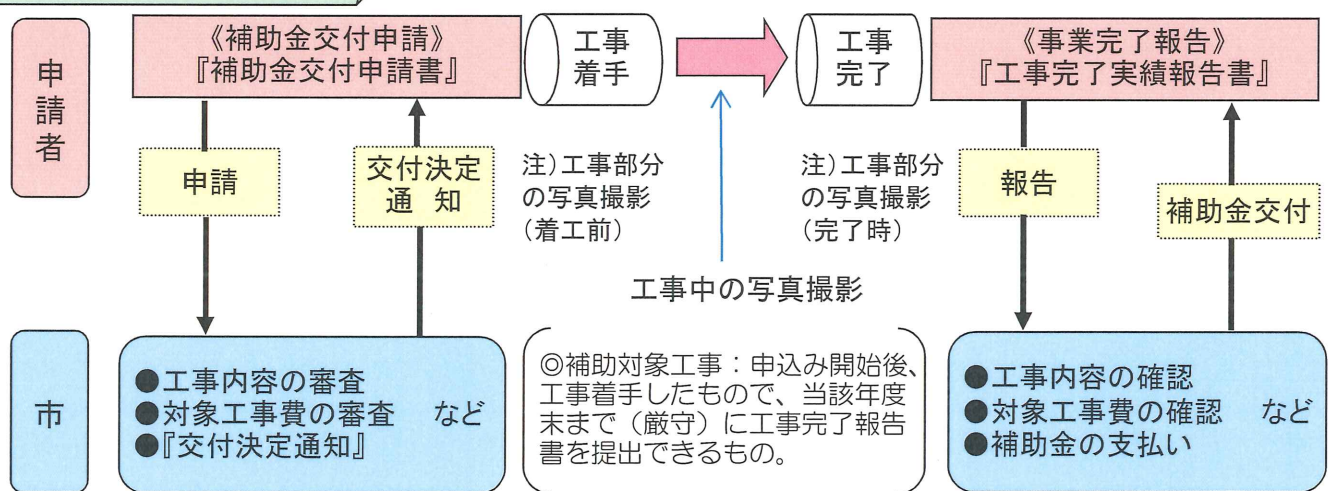 申請者
《補助金交付申請》
『補助金交付申請書』
工事
着手
工事
完了
《事業完了報告》
『工事完了実績報告書』
申請
交付決定
通 知
注）工事部分
の写真撮影
（着工前）
注）工事部分
の写真撮影
（完了時）
報告
補助金交付
工事中の写真撮影
市
●工事内容の審査
●対象工事費の審査 など
●『交付決定通知』
◎補助対象工事：申込み開始後、
工事着手したもので、当該年度
末まで（厳守）に工事完了報告
書を提出できるもの。
●工事内容の確認
●対象工事費の確認 など
●補助金の支払い